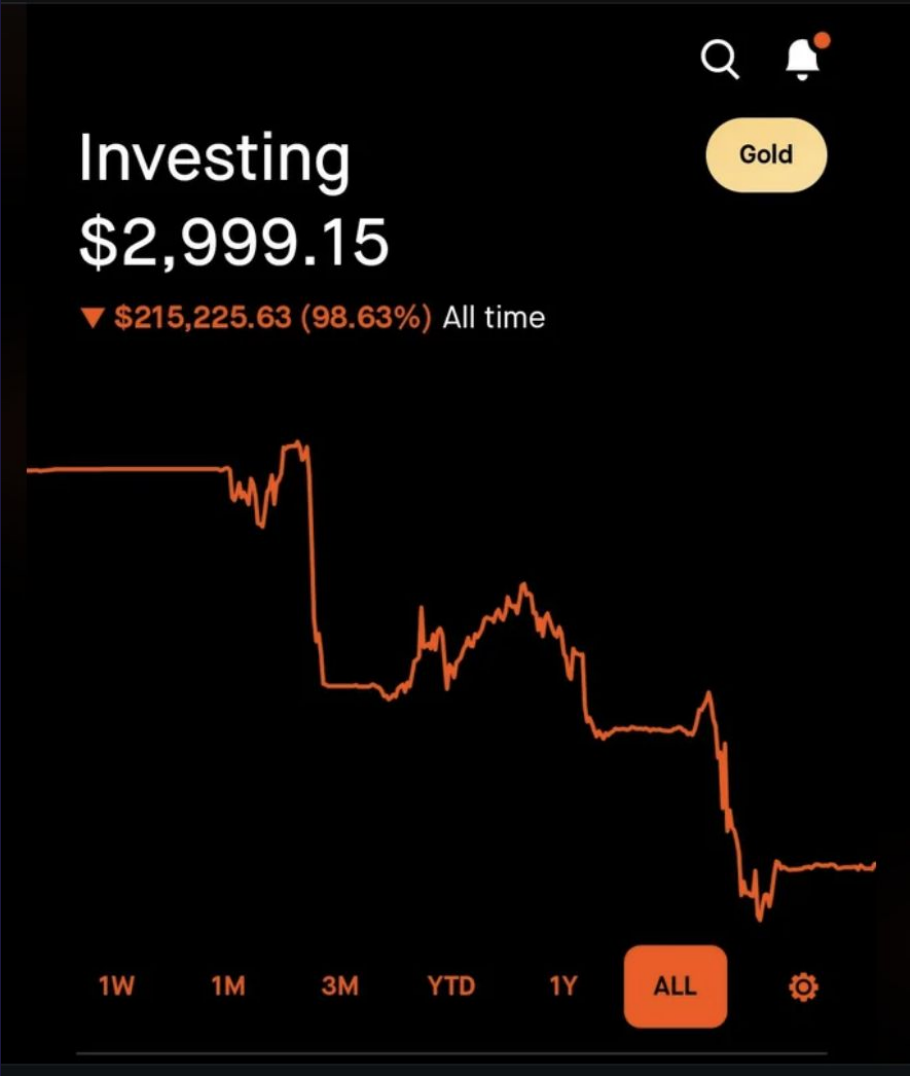 Investing
Gold
$2,999.15
▼ $215,225.63 (98.63%) All time
1W 1M 3M YTD 1Y ALL